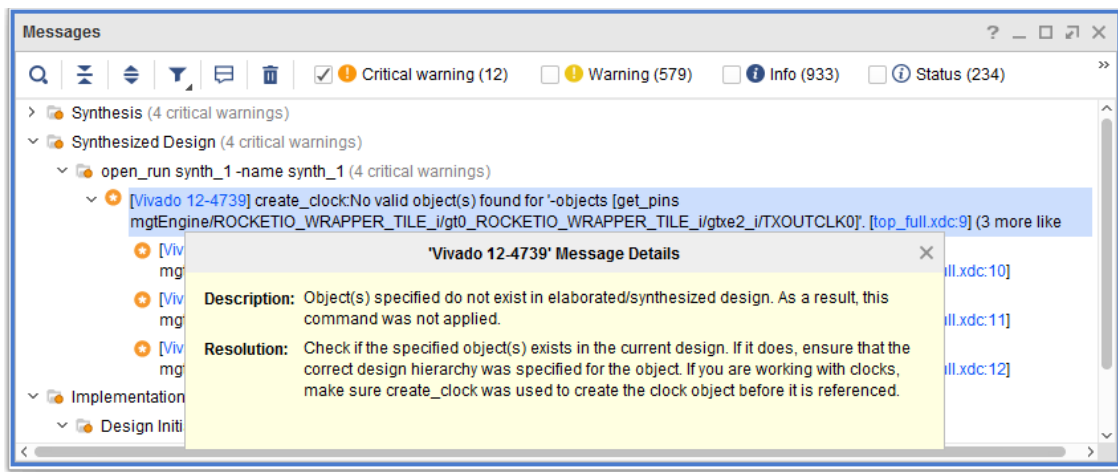 Messages
Critical warning (12) Warning (579) Info (933) Status (234)
Synthesis (4 critical warnings)
Synthesized Design (4 critical warnings)
open_run synth_1 -name synth_1 (4 critical warnings)
[Vivado 12-4739] create_clock:No valid object(s) found for '-objects [get_pins
mgtEngine/ROCKETIO_WRAPPER_TILE_i/gt0_ROCKETIO_WRAPPER_TILE_i/gtxe2_i/TXOUTCLK0]'. [top_full.xdc:9] (3 more like
'Vivado 12-4739' Message Details
[Viv
mg
ull.xdc:10]
Description: Object(s) specified do not exist in elaborated/synthesized design. As a result, this
command was not applied.
[Viv
mg
ull.xdc:11]
Resolution: Check if the specified object(s) exists in the current design. If it does, ensure that the
correct design hierarchy was specified for the object. If you are working with clocks,
make sure create_clock was used to create the clock object before it is referenced.
[Viv
mg
ull.xdc:12]
Implementation
Design Initi